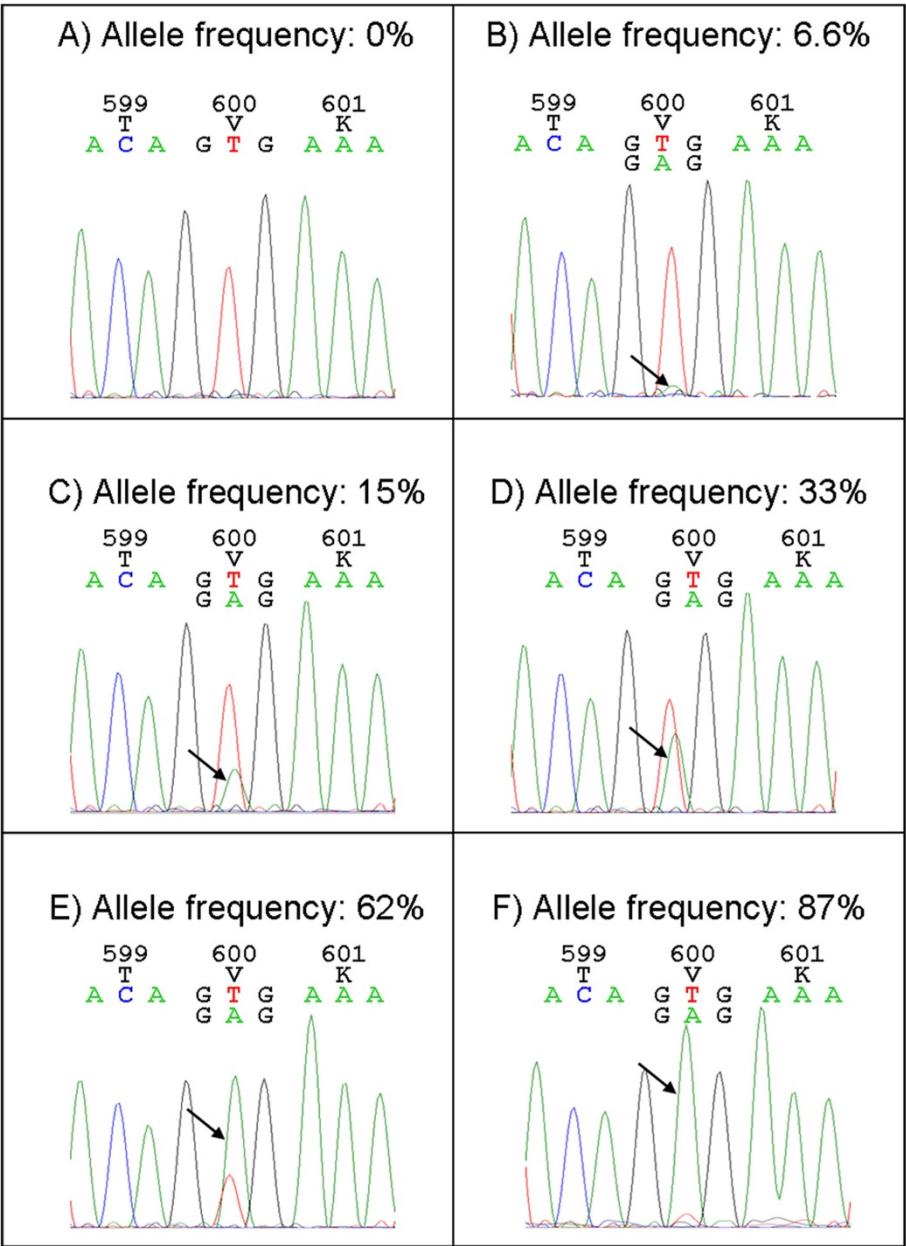 A) Allele frequency: 0%
599 600 601
T V K
A C A G T G A A A
B) Allele frequency: 6.6%
599 600 601
T V K
A C A G T G A A A
G A G
C) Allele frequency: 15%
599 600 601
T V K
A C A G T G A A A
G A G
D) Allele frequency: 33%
599 600 601
T V K
A C A G T G A A A
G A G
E) Allele frequency: 62%
599 600 601
T V K
A C A G T G A A A
G A G
F) Allele frequency: 87%
599 600 601
T V K
A C A G T G A A A
G A G